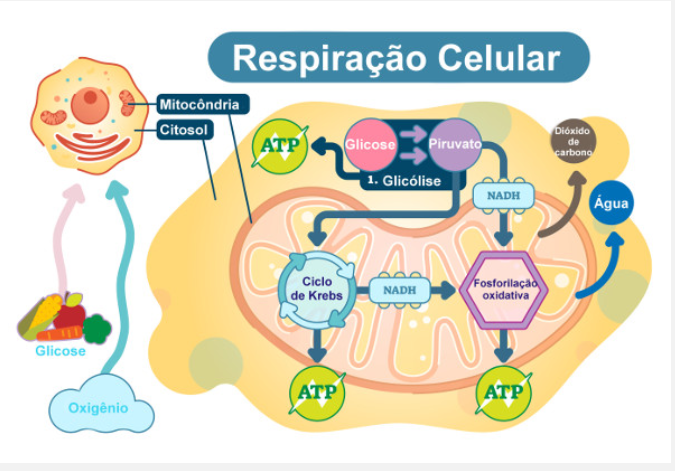 Respiração Celular
Mitocôndria
Citosol
ATP
Glicose
Piruvato
1. Glicólise
Dióxido
de
carbono
NADH
Água
Ciclo
de Krebs
NADH
Fosforilação
oxidativa
Glicose
Oxigênio
ATP
ATP